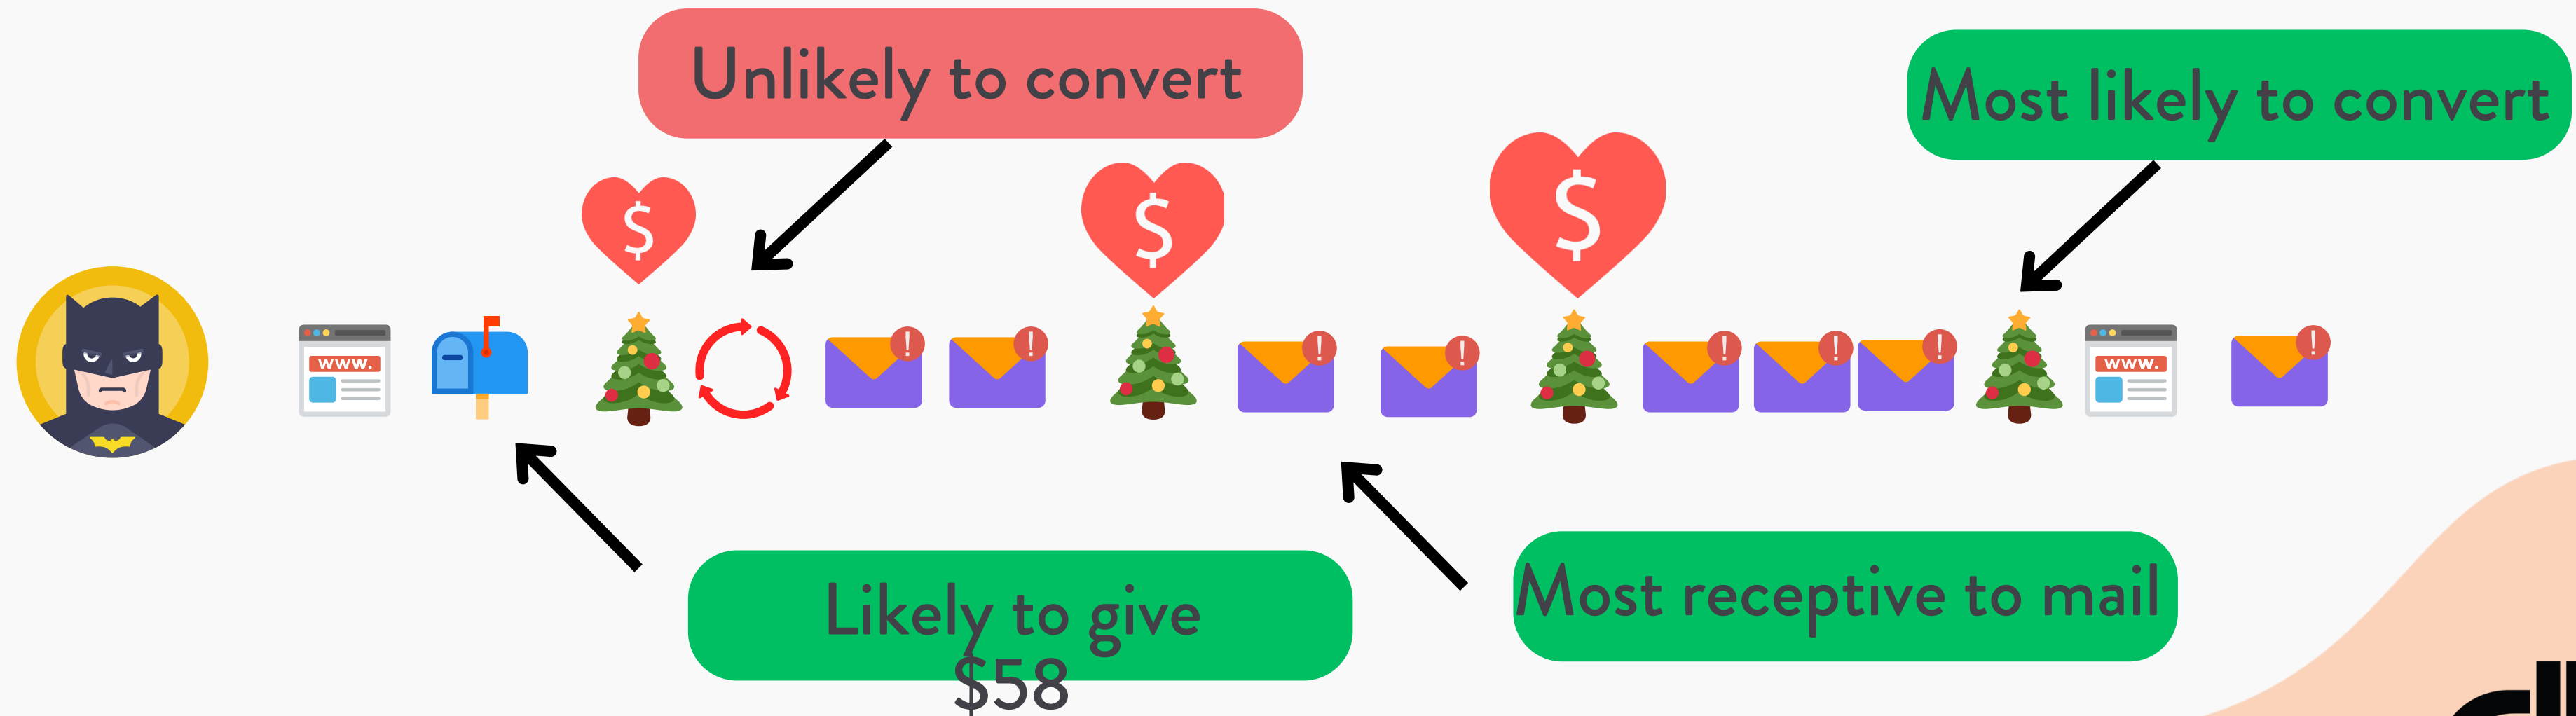 Unlikely to convert
Most likely to convert
$
$
$
www.
!
!
!
!
!
!
!
www.
!
Likely to give
$58
Most receptive to mail